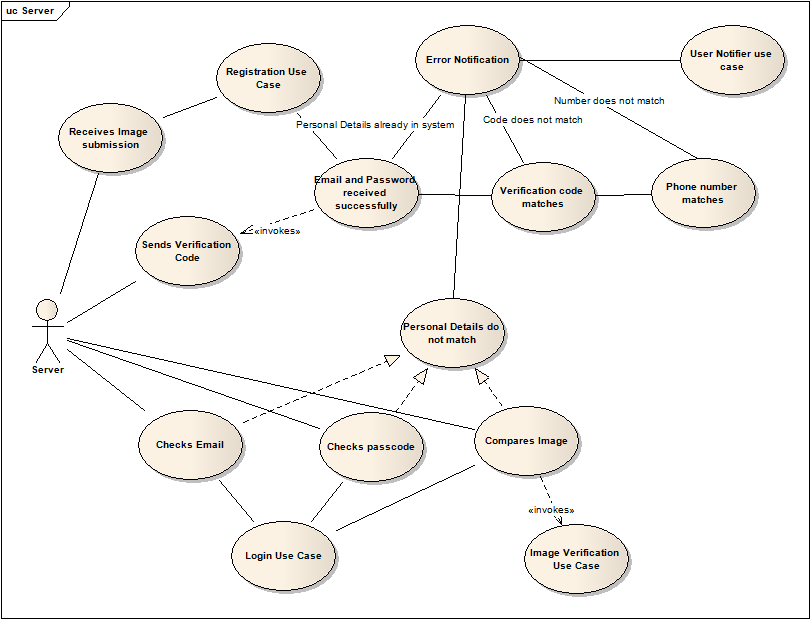 uc Server
Registration Use
Case
Error Notification
User Notifier use
case
Number does not match
Personal Details already in system
Code does not match
Receives Image
submission
Email and Password
received
successfully
Verification code
matches
Phone number
matches
«invokes»
Sends Verification
Code
Server
Personal Details do
not match
Checks Email
Checks passcode
Compares Image
«invokes»
Login Use Case
Image Verification
Use Case